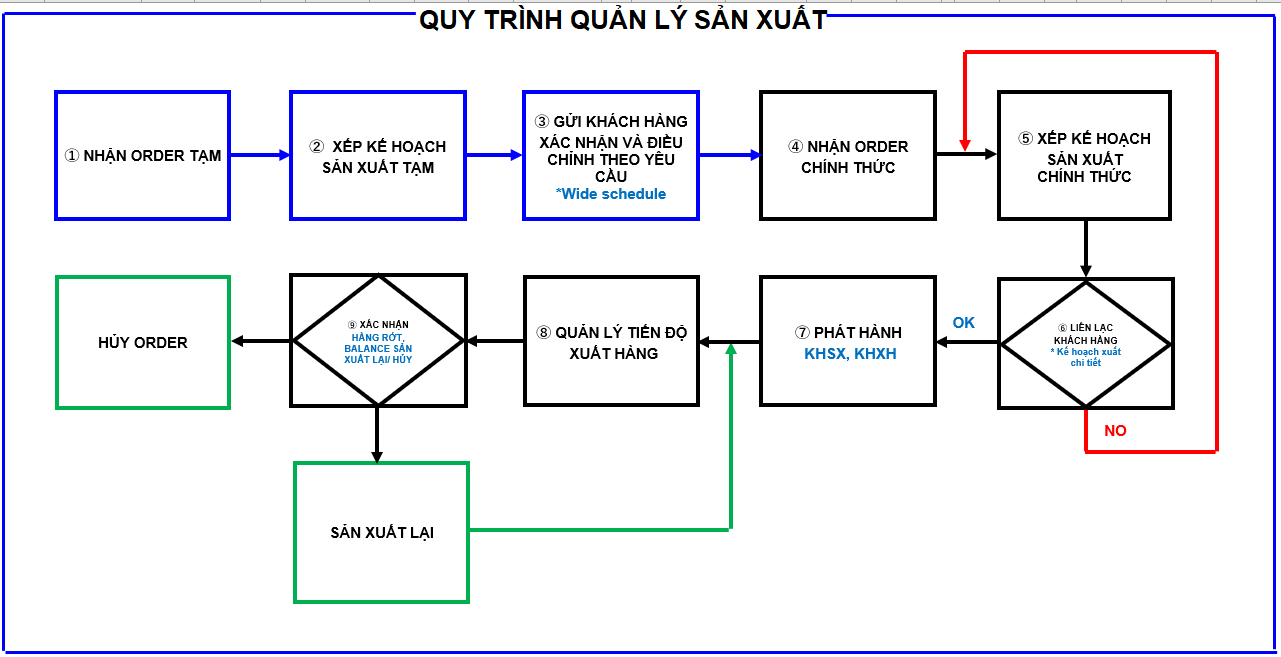 QUY TRÌNH QUẢN LÝ SẢN XUẤT
① NHẬN ORDER TẠM
② XẾP KẾ HOẠCH
SẢN XUẤT TẠM
③ GỬI KHÁCH HÀNG
XÁC NHẬN VÀ ĐIỀU
CHỈNH THEO YÊU
CẦU
*Wide schedule
④ NHẬN ORDER
CHÍNH THỨC
⑤ XẾP KẾ HOẠCH
SẢN XUẤT
CHÍNH THỨC
⑥ LIÊN LẠC
KHÁCH HÀNG
* Kế hoạch xuất
chi tiết
OK
NO
⑦ PHÁT HÀNH
KHSX, KHXH
⑧ QUẢN LÝ TIẾN ĐỘ
XUẤT HÀNG
⑨ XÁC NHẬN
HÀNG RỚT,
BALANCE SẢN
XUẤT LẠI/ HỦY
HỦY ORDER
SẢN XUẤT LẠI